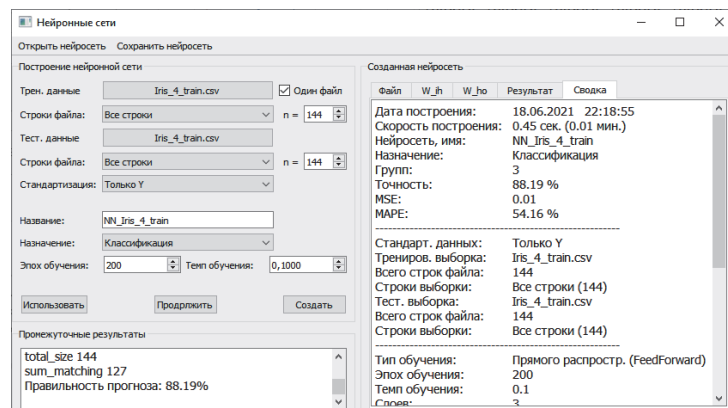 Нейронные сети
Открыть нейросеть Сохранить нейросеть
Построение нейронной сети
Трен. данные Iris_4_train.csv Один файл
Строки файла: Все строки n = 144
Тест. данные Iris_4_train.csv
Строки файла: Все строки n = 144
Стандартизация: Только Y
Название: NN_Iris_4_train
Назначение: Классификация
Эпох обучения: 200 Темп обучения: 0,1000
Использовать Продрлжить Создать
Промежуточные результаты
total_size 144
sum_matching 127
Правильность прогноза: 88.19%
Созданная нейросеть
Файл W_ih W_ho Результат Сводка
Дата построения: 18.06.2021 22:18:55
Скорость построения: 0.45 сек. (0.01 мин.)
Нейросеть, имя: NN_Iris_4_train
Назначение: Классификация
Групп: 3
Точность: 88.19 %
MSE: 0.01
MAPE: 54.16 %
Стандарт. данных: Только Y
Трениров. выборка: Iris_4_train.csv
Всего строк файла: 144
Строки выборки: Все строки (144)
Тест. выборка: Iris_4_train.csv
Всего строк файла: 144
Строки выборки: Все строки (144)
Тип обучения: Прямого распростр. (FeedForward)
Эпох обучения: 200
Темп обучения: 0.1
Слоев: 3